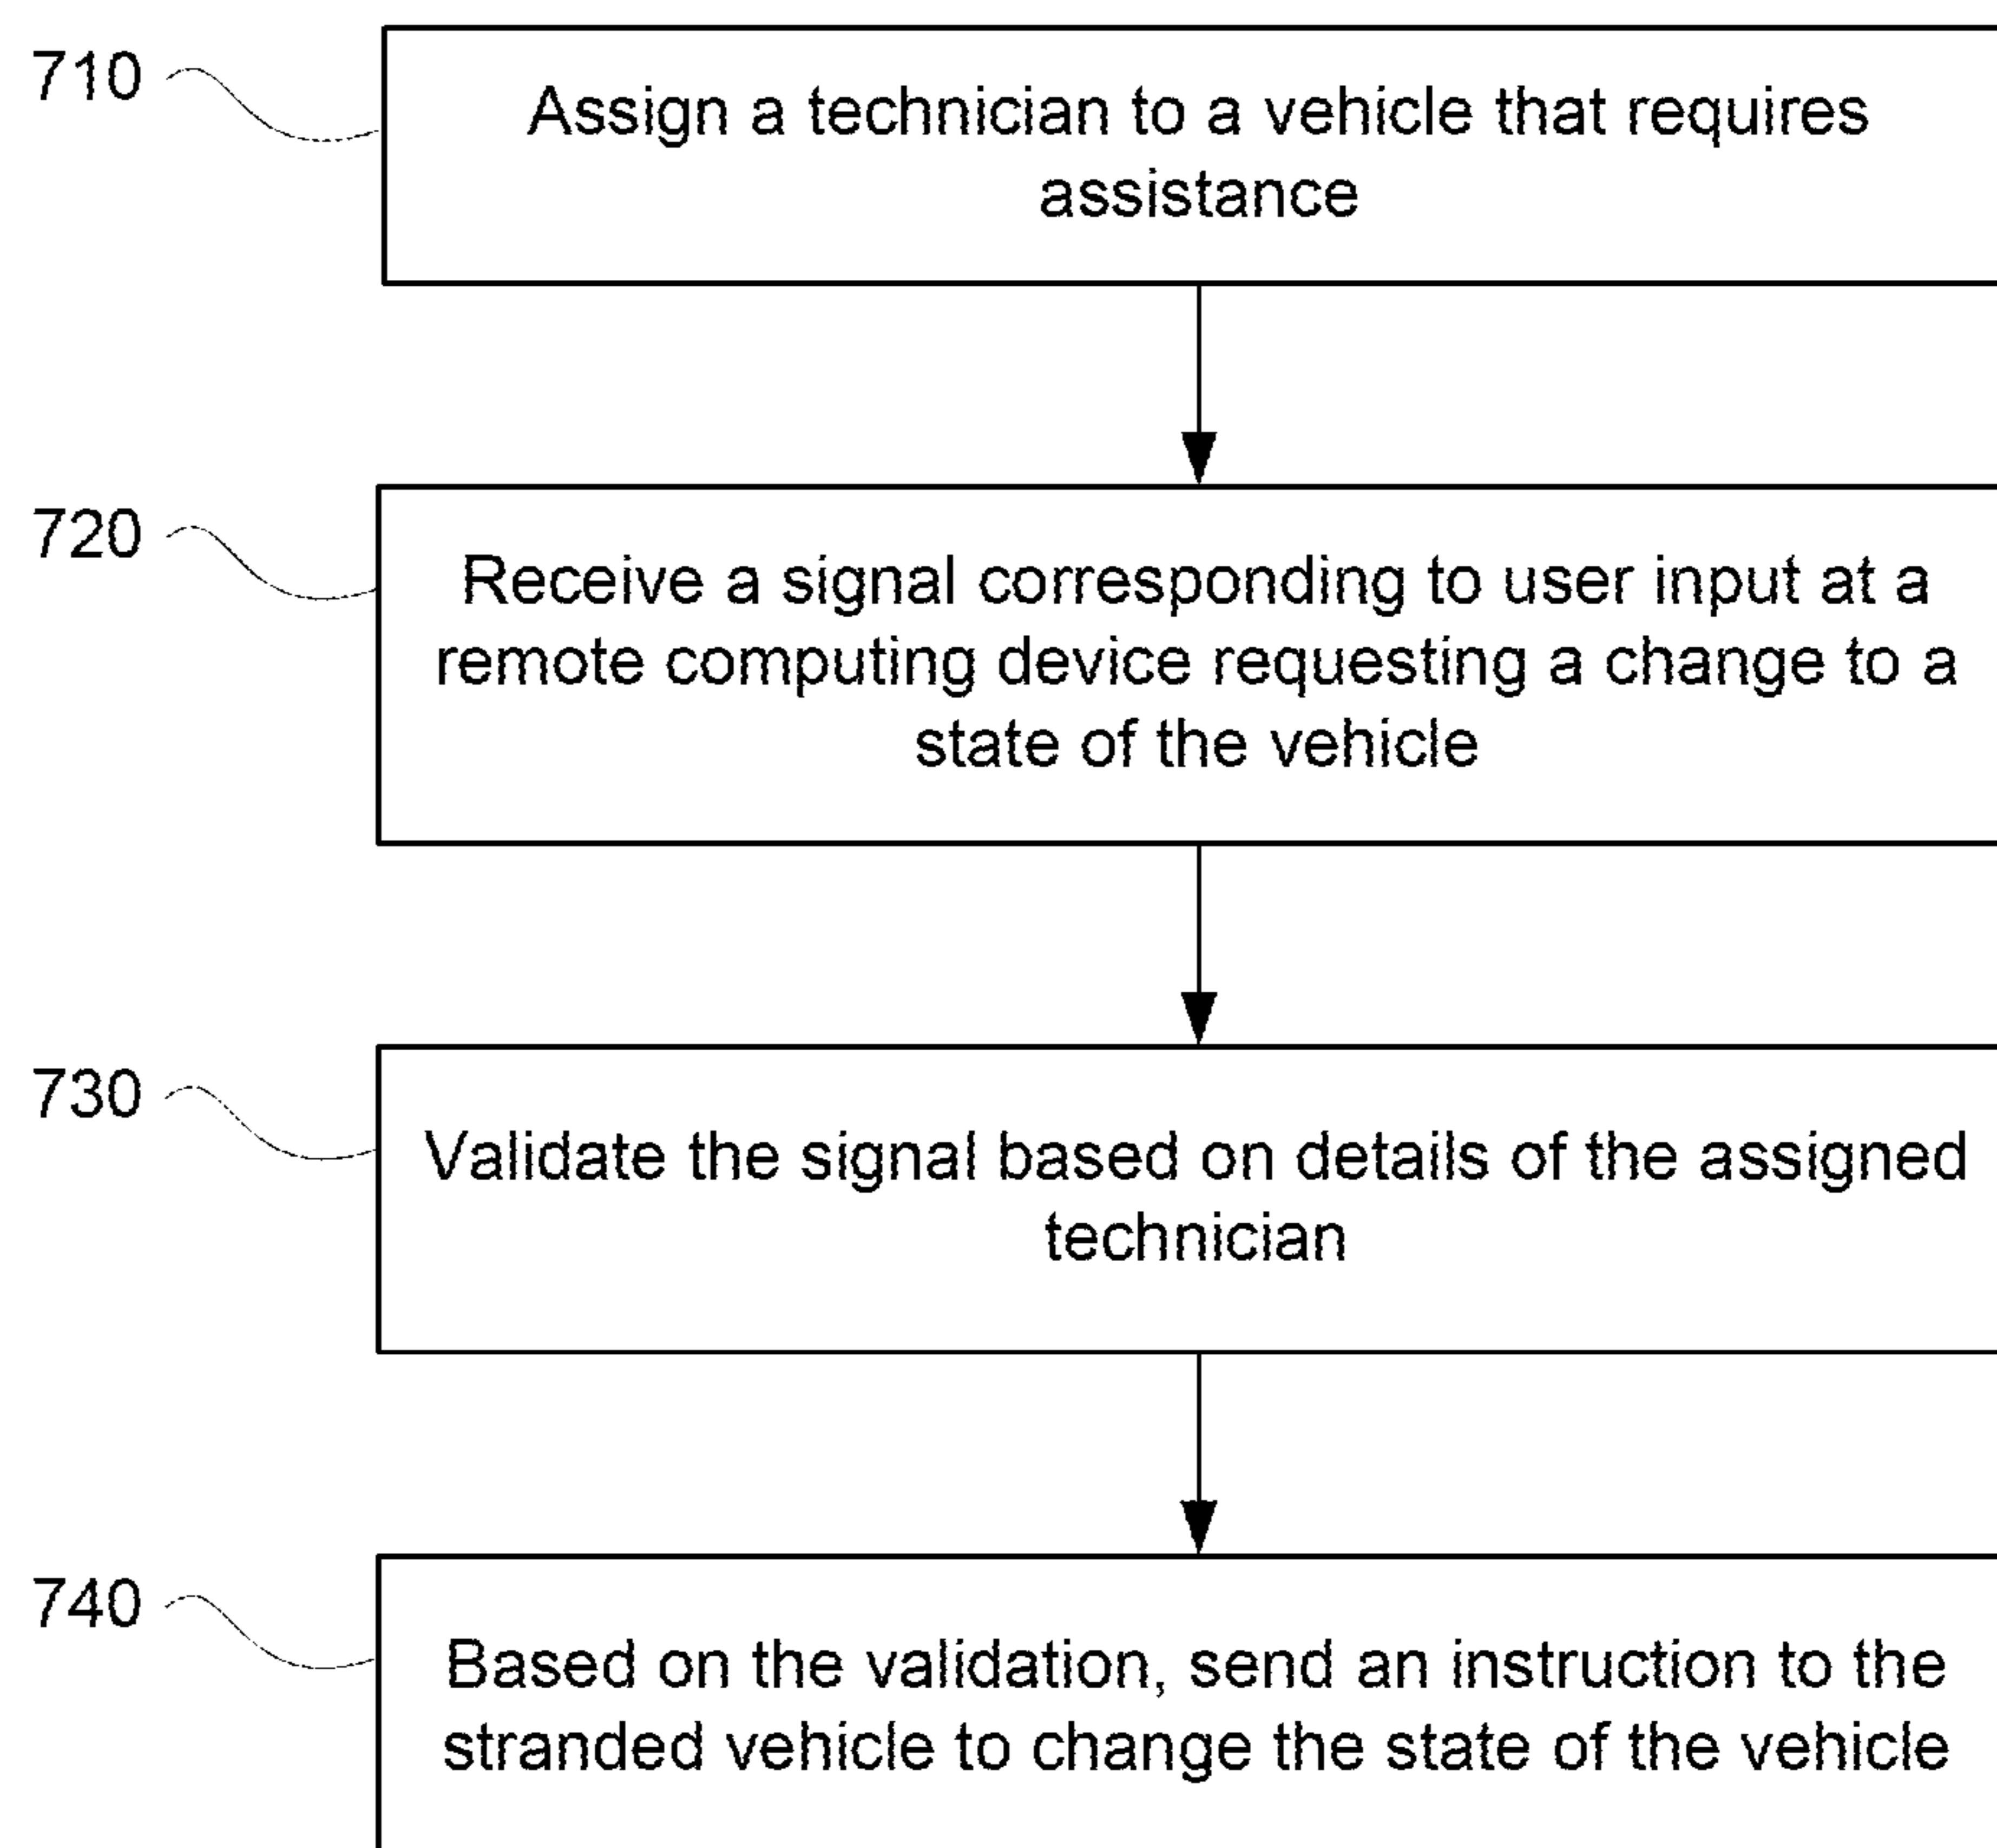 710
Assign a technician to a vehicle that requires
assistance
720
Receive a signal corresponding to user input at a
remote computing device requesting a change to a
state of the vehicle
730
Validate the signal based on details of the assigned
technician
740
Based on the validation, send an instruction to the
stranded vehicle to change the state of the vehicle